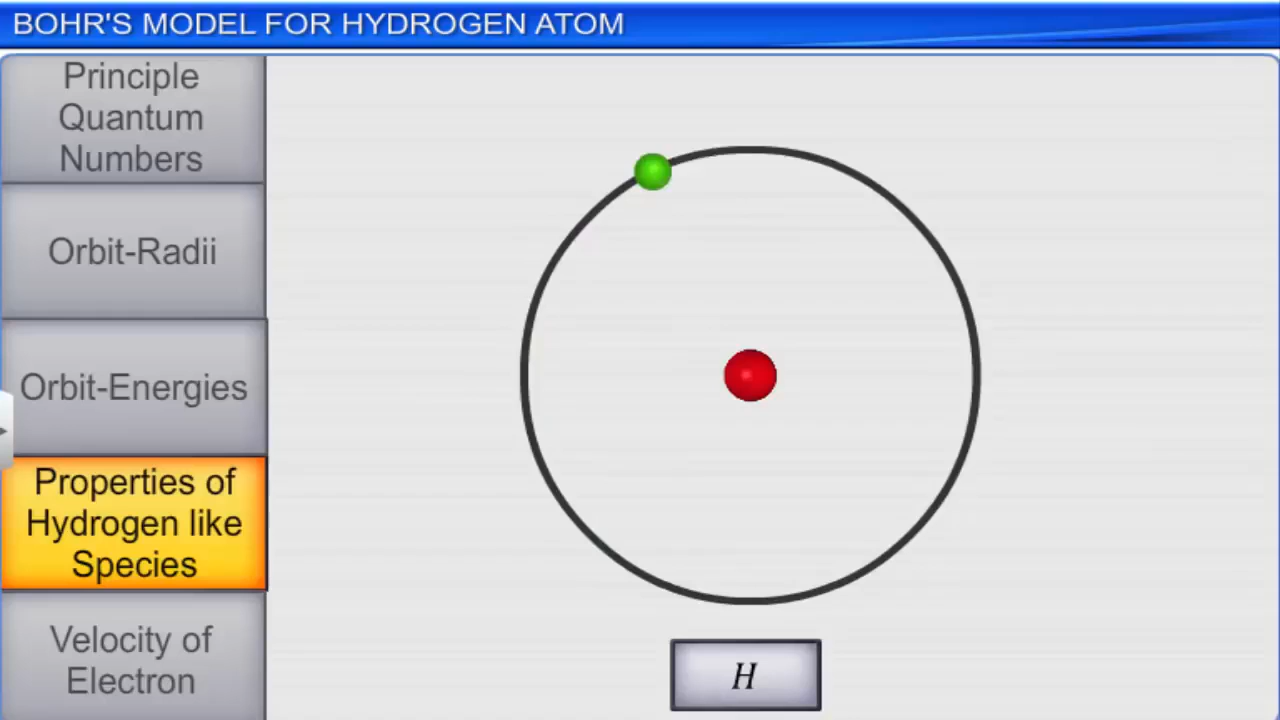 BOHR'S MODEL FOR HYDROGEN ATOM
Principle
Quantum
Numbers
Orbit-Radii
Orbit-Energies
Properties of
Hydrogen like
Species
Velocity of
Electron
H